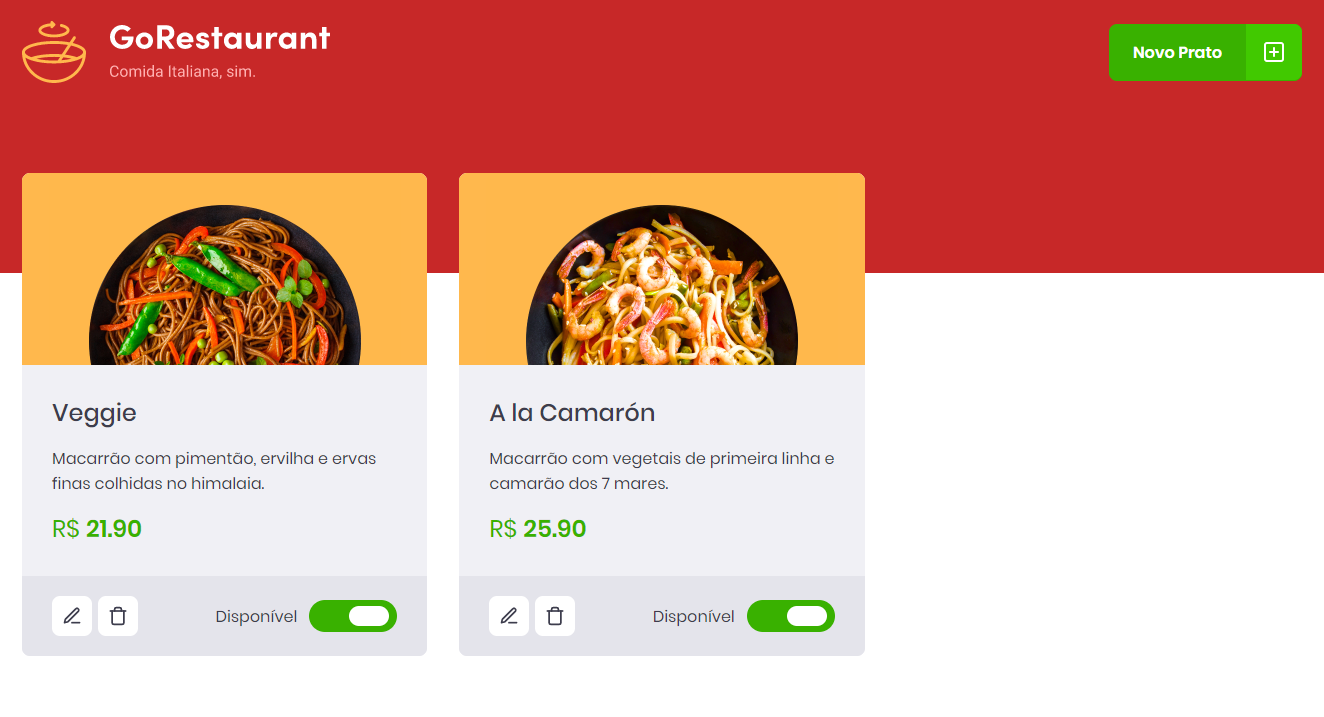 GoRestaurant
Comida Italiana, sim.
Novo Prato
Veggie
Macarrão com pimentão, ervilha e ervas
finas colhidas no himalaia.
R$ 21.90
Disponível
A la Camarón
Macarrão com vegetais de primeira linha e
camarão dos 7 mares.
R$ 25.90
Disponível